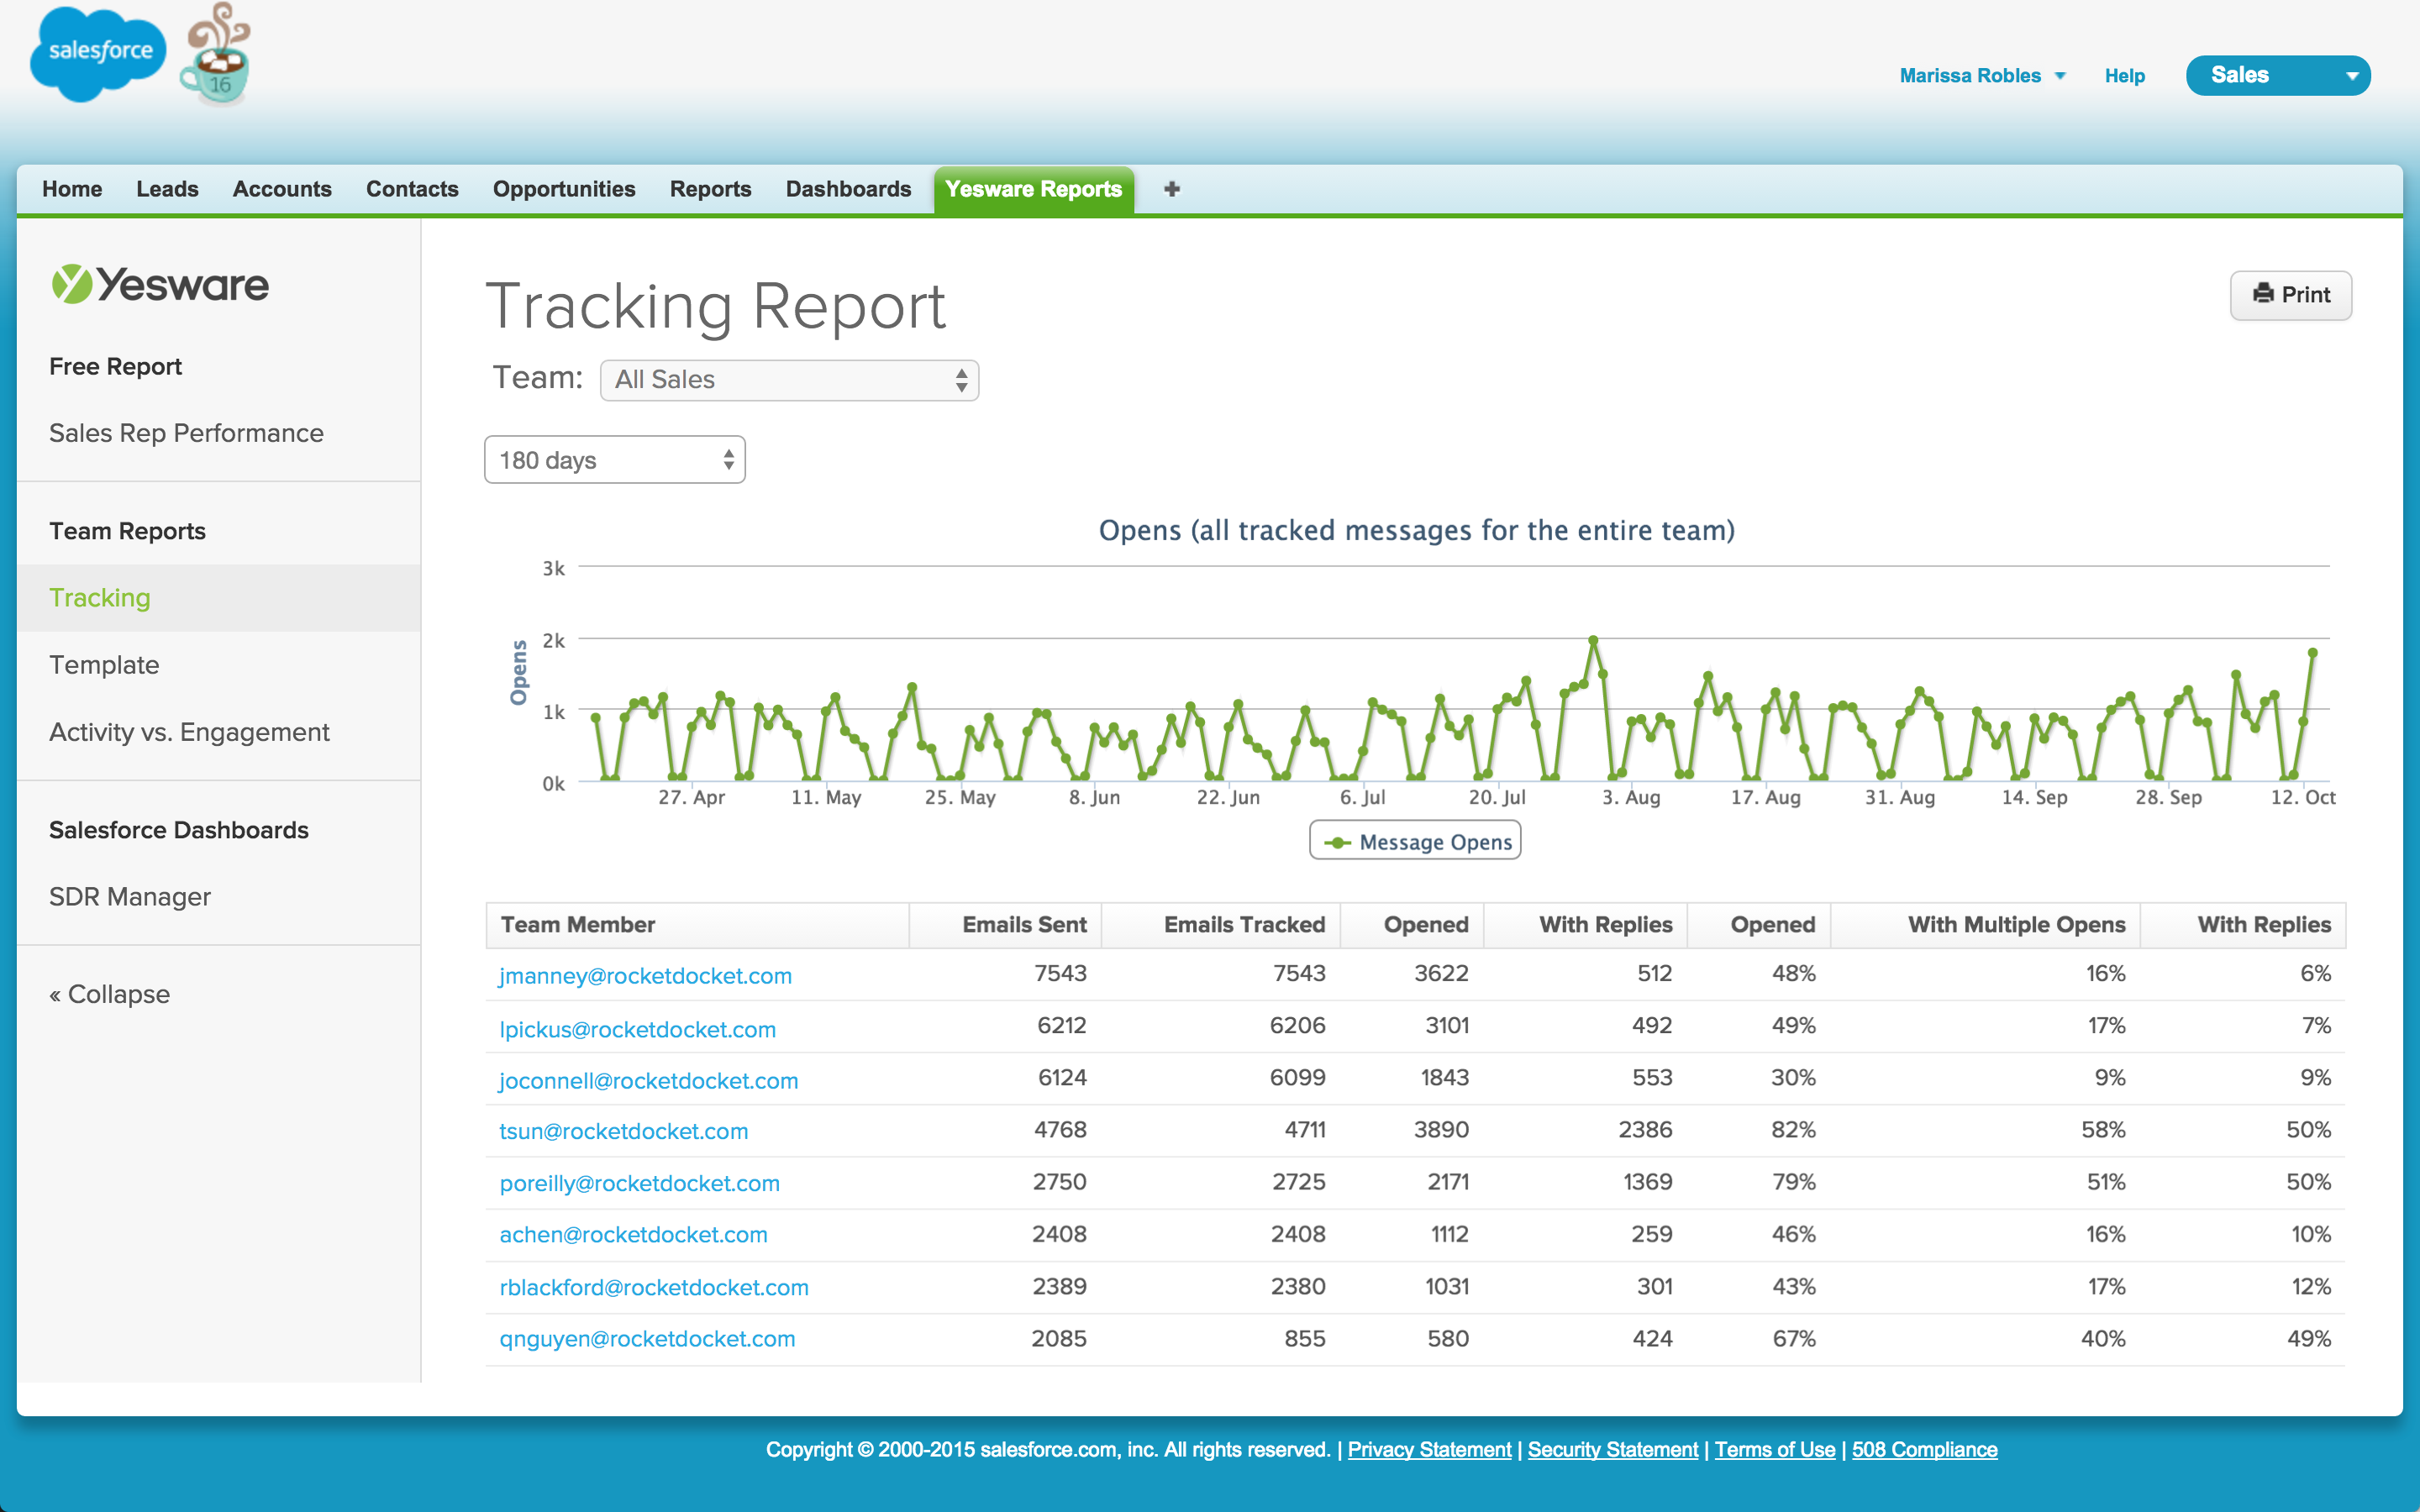 salesforce
16
Marissa Robles Help Sales
Home Leads Accounts Contacts Opportunities Reports Dashboards Yesware Reports +
Yesware
Free Report
Sales Rep Performance
Team Reports
Tracking
Template
Activity vs. Engagement
Salesforce Dashboards
SDR Manager
« Collapse
Tracking Report
Print
Team: All Sales
180 days
Opens (all tracked messages for the entire team)
Opens
3k
2k
1k
0k
27. Apr 11. May 25. May 8. Jun 22. Jun 6. Jul 20. Jul 3. Aug 17. Aug 31. Aug 14. Sep 28. Sep 12. Oct
Message Opens
Team Member Emails Sent Emails Tracked Opened With Replies Opened With Multiple Opens With Replies
jmanney@rocketdocket.com 7543 7543 3622 512 48% 16% 6%
lpickus@rocketdocket.com 6212 6206 3101 492 49% 17% 7%
joconnell@rocketdocket.com 6124 6099 1843 553 30% 9% 9%
tsun@rocketdocket.com 4768 4711 3890 2386 82% 58% 50%
poreilly@rocketdocket.com 2750 2725 2171 1369 79% 51% 50%
achen@rocketdocket.com 2408 2408 1112 259 46% 16% 10%
rblackford@rocketdocket.com 2389 2380 1031 301 43% 17% 12%
qnguyen@rocketdocket.com 2085 855 580 424 67% 40% 49%
Copyright © 2000-2015 salesforce.com, inc. All rights reserved. | Privacy Statement | Security Statement | Terms of Use | 508 Compliance